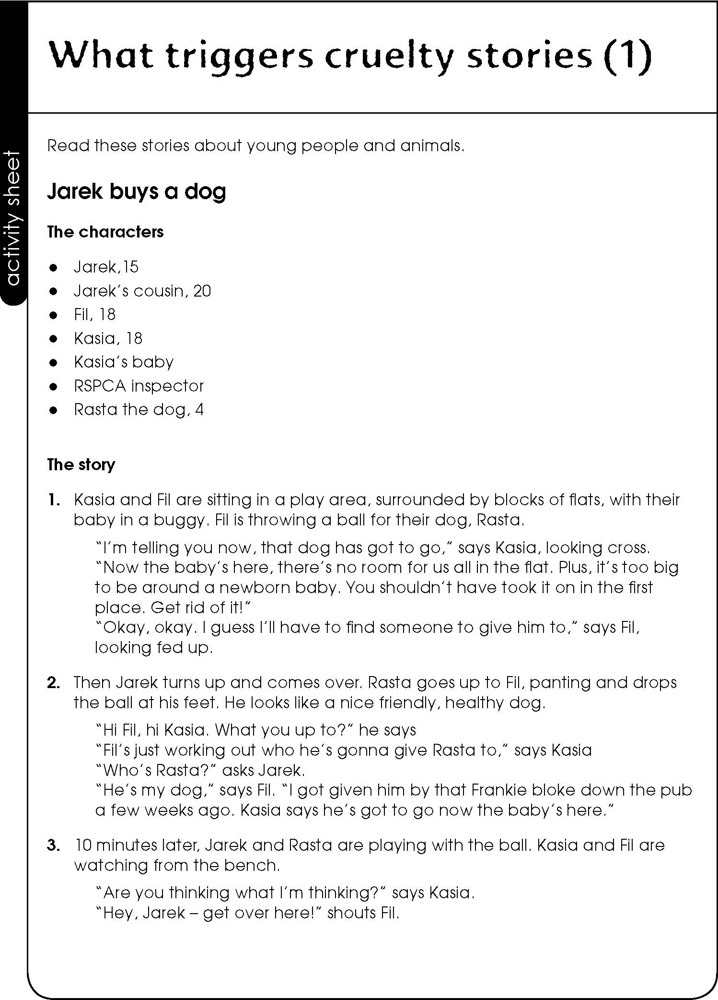 What triggers cruelty stories (1)
activity sheet
Read these stories about young people and animals.
Jarek buys a dog
The characters
● Jarek,15
● Jarek’s cousin, 20
● Fil, 18
● Kasia, 18
● Kasia’s baby
● RSPCA inspector
● Rasta the dog, 4
The story
1. Kasia and Fil are sitting in a play area, surrounded by blocks of flats, with their
baby in a buggy. Fil is throwing a ball for their dog, Rasta.
“I’m telling you now, that dog has got to go,” says Kasia, looking cross.
“Now the baby’s here, there’s no room for us all in the flat. Plus, it’s too big
to be around a newborn baby. You shouldn’t have took it on in the first
place. Get rid of it!”
“Okay, okay. I guess I’ll have to find someone to give him to,” says Fil,
looking fed up.
2. Then Jarek turns up and comes over. Rasta goes up to Fil, panting and drops
the ball at his feet. He looks like a nice friendly, healthy dog.
“Hi Fil, hi Kasia. What you up to?” he says
“Fil’s just working out who he’s gonna give Rasta to,” says Kasia
“Who’s Rasta?” asks Jarek.
“He’s my dog,” says Fil. “I got given him by that Frankie bloke down the pub
a few weeks ago. Kasia says he’s got to go now the baby’s here.”
3. 10 minutes later, Jarek and Rasta are playing with the ball. Kasia and Fil are
watching from the bench.
“Are you thinking what I’m thinking?” says Kasia.
“Hey, Jarek – get over here!” shouts Fil.